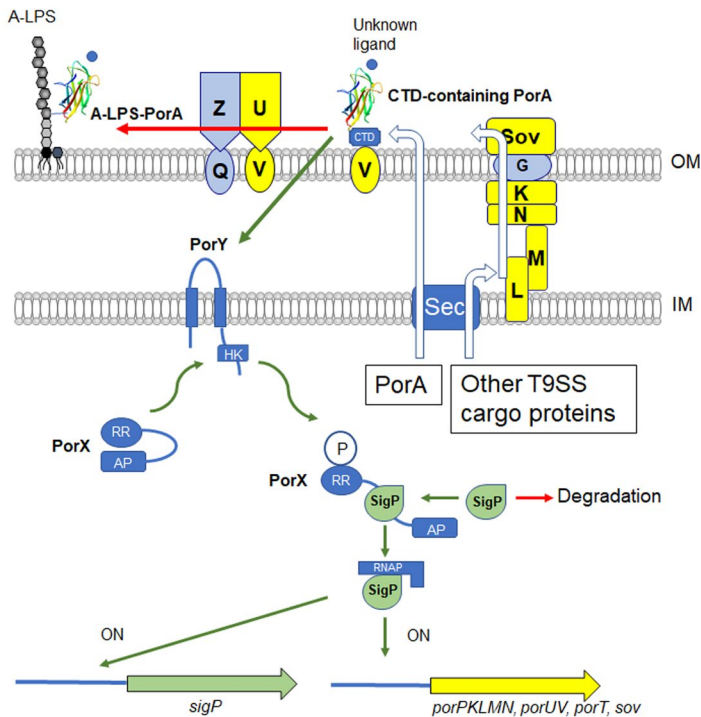 A-LPS
Unknown
ligand
CTD-containing PorA
A-LPS-PorA
Z
U
Q
V
CTD
V
Sov
G
K
N
M
L
OM
PorY
IM
Sec
HK
PorA
Other T9SS
cargo proteins
PorX
RR
AP
P
PorX
RR
SigP
SigP
Degradation
AP
RNAP
SigP
ON
ON
sigP
porPKLMN, porUV, porT, sov